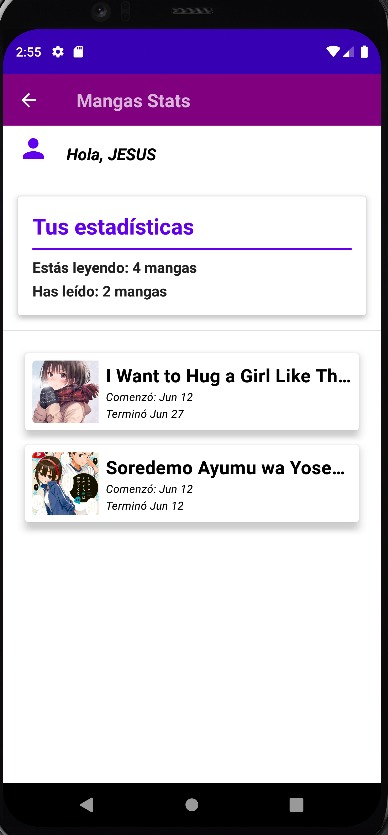 2:55
Mangas Stats
Hola, JESUS
Tus estadísticas
Estás leyendo: 4 mangas
Has leído: 2 mangas
I Want to Hug a Girl Like Th...
Comenzó: Jun 12
Terminó Jun 27
Soredemo Ayumu wa Yose...
Comenzó: Jun 12
Terminó Jun 12